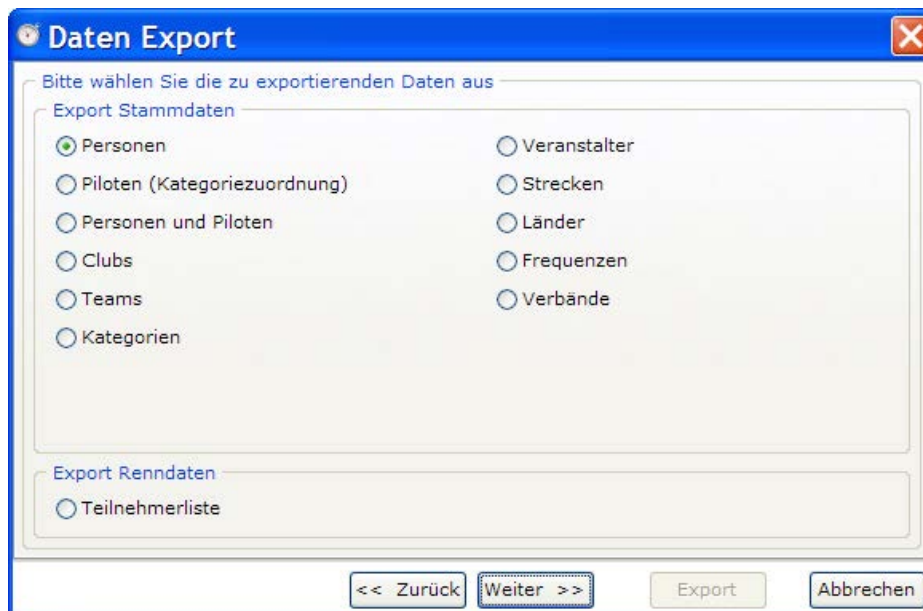 Daten Export
Bitte wählen Sie die zu exportierenden Daten aus
Export Stammdaten
Personen
Piloten (Kategoriezuordnung)
Personen und Piloten
Clubs
Teams
Kategorien
Veranstalter
Strecken
Länder
Frequenzen
Verbände
Export Renndaten
Teilnehmerliste
<< Zurück Weiter >> Export Abbrechen